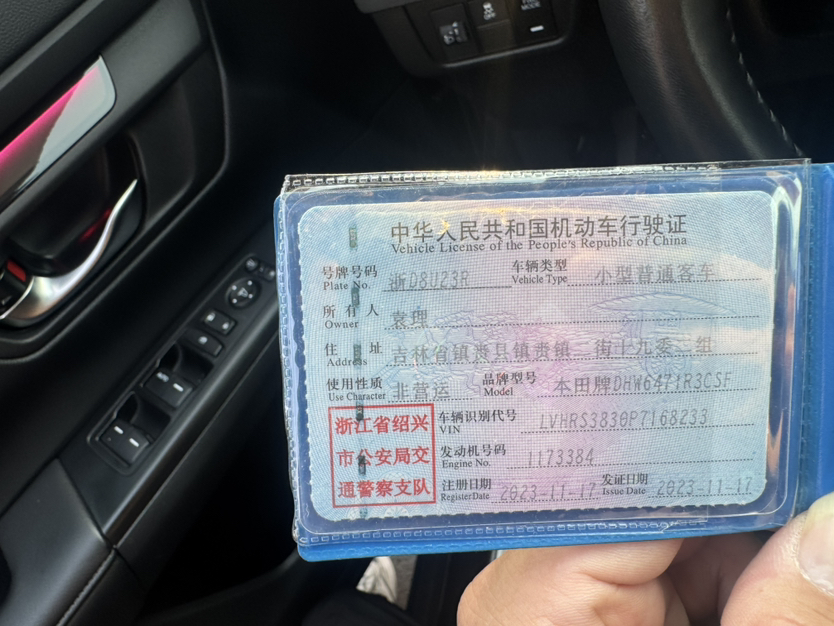 中华人民共和国机动车行驶证
Vehicle License of the People's Republic of China
号牌号码 浙D8U23R 车辆类型 小型普通客车
Plate No. Vehicle Type
所有人 袁理
Owner
住址 吉林省镇赉县镇赉镇二街十九委三组
Address
使用性质 非营运 品牌型号 本田牌DHW6471R3CSF
Use Character Model
浙江省绍兴
市公安局交
通警察支队
车辆识别代号 LVHRS3830P7168233
VIN
发动机号码 1173384
Engine No.
注册日期 2023-11-17 发证日期 2023-11-17
Register Date Issue Date
OFF
MODE